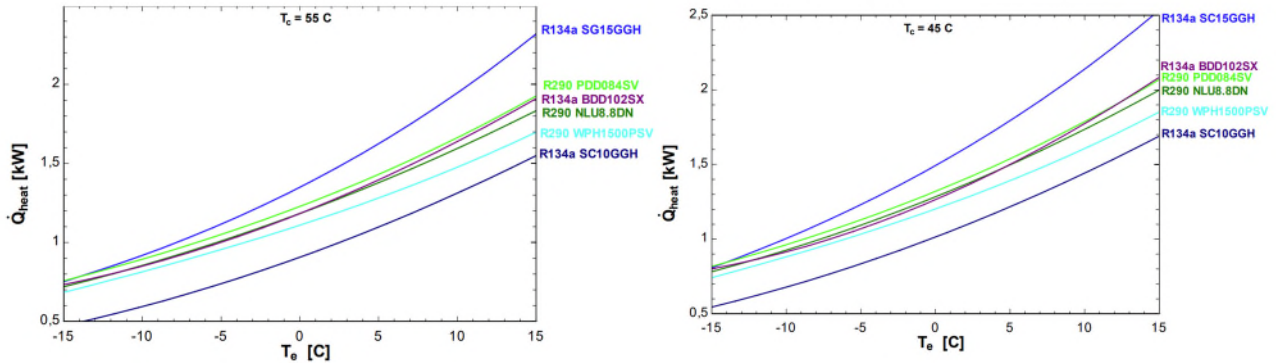 T_c = 55 C
R134a SG15GGH
R290 PDD084SV
R134a BDD102SX
R290 NLU8.8DN
R290 WPH1500PSV
R134a SC10GGH
2
1.5
1
0.5
-15
-10
-5
0
5
10
15
Q̇_heat [kW]
T_e [C]
T_c = 45 C
R134a SC15GGH
R134a BDD102SX
R290 PDD084SV
R290 NLU8.8DN
R290 WPH1500PSV
R134a SC10GGH
2,5
2
1,5
1
0,5
-15
-10
-5
0
5
10
15
Q̇_heat [kW]
T_e [C]